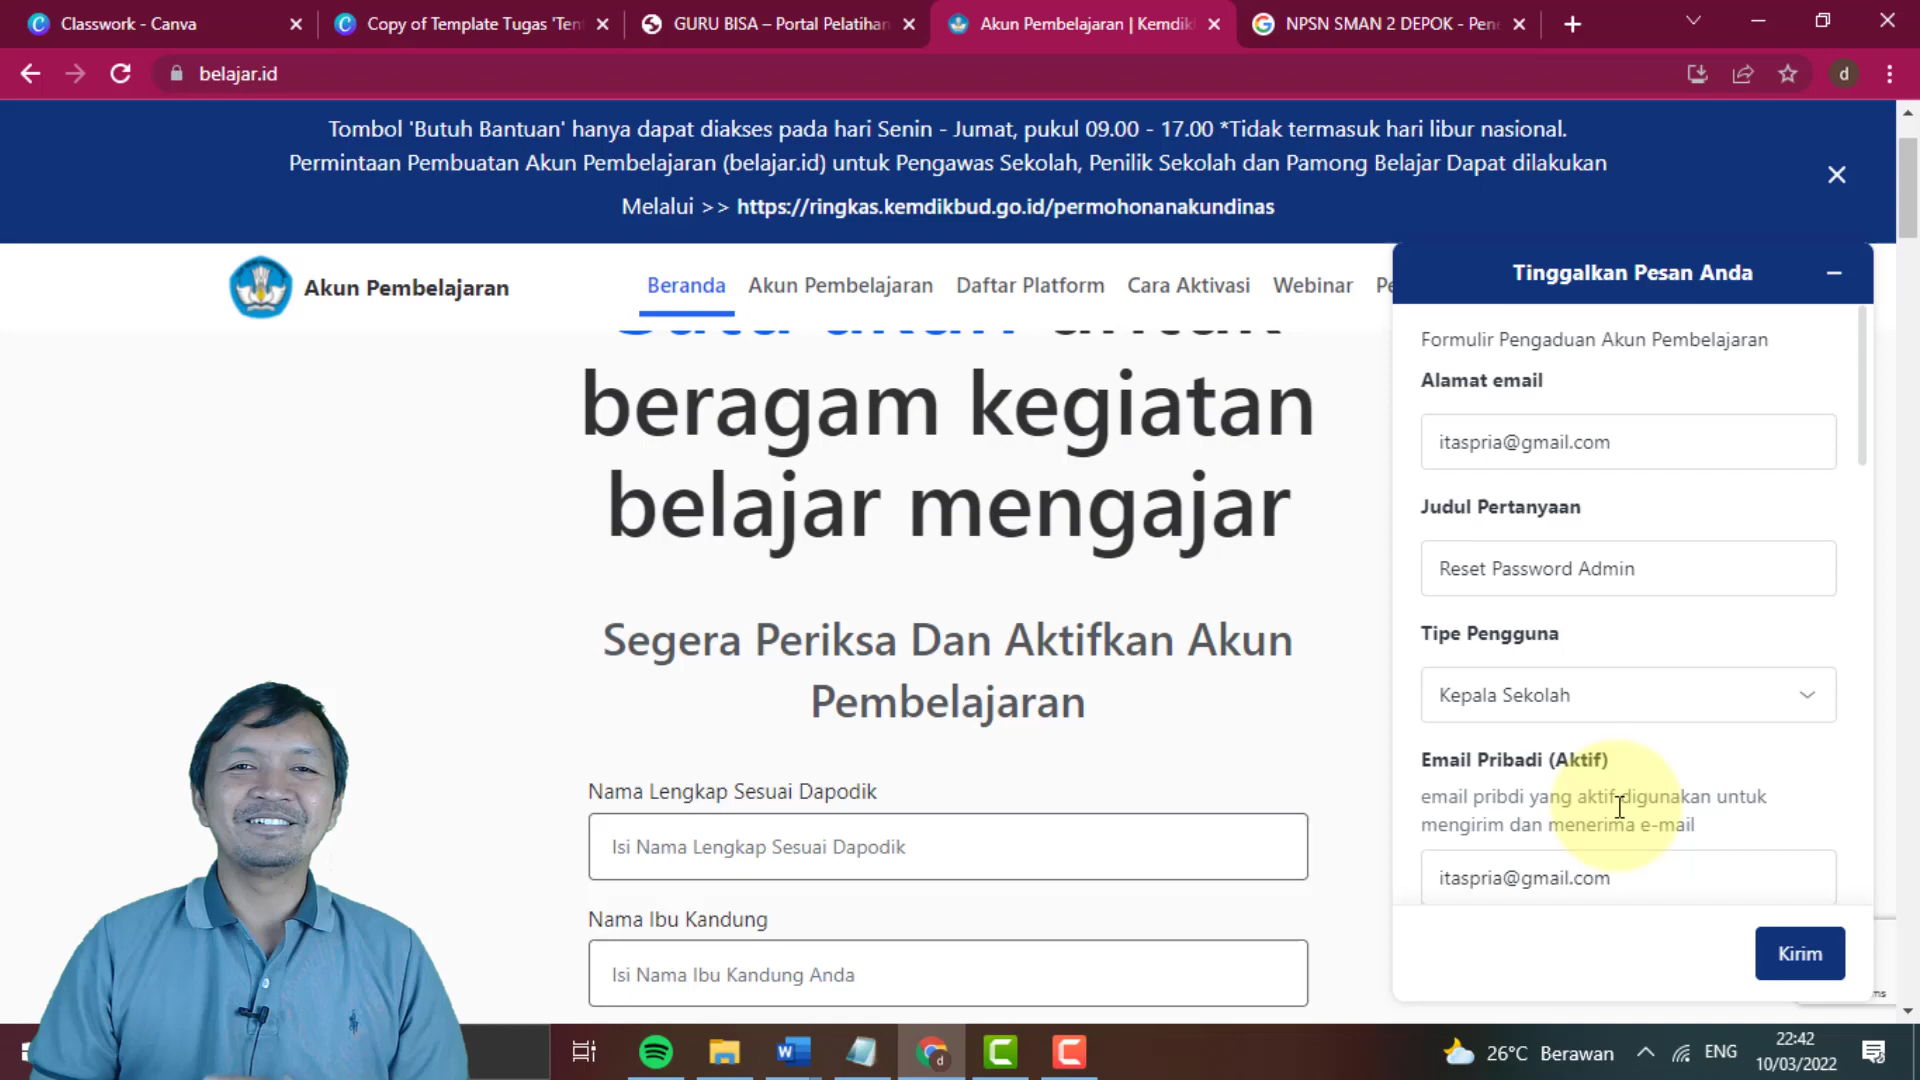 Classwork - Canva
Copy of Template Tugas 'Ten
GURU BISA – Portal Pelatihan
Akun Pembelajaran | Kemdik
NPSN SMAN 2 DEPOK - Pen
belajar.id
d
Tombol 'Butuh Bantuan' hanya dapat diakses pada hari Senin - Jumat, pukul 09.00 - 17.00 *Tidak termasuk hari libur nasional.
Permintaan Pembuatan Akun Pembelajaran (belajar.id) untuk Pengawas Sekolah, Penilik Sekolah dan Pamong Belajar Dapat dilakukan
Melalui >> https://ringkas.kemdikbud.go.id/permohonanakundinas
Akun Pembelajaran
Beranda
Akun Pembelajaran
Daftar Platform
Cara Aktivasi
Webinar
Pe
untuk
beragam kegiatan
belajar mengajar
Segera Periksa Dan Aktifkan Akun
Pembelajaran
Nama Lengkap Sesuai Dapodik
Isi Nama Lengkap Sesuai Dapodik
Nama Ibu Kandung
Isi Nama Ibu Kandung Anda
Tinggalkan Pesan Anda
Formulir Pengaduan Akun Pembelajaran
Alamat email
itaspria@gmail.com
Judul Pertanyaan
Reset Password Admin
Tipe Pengguna
Kepala Sekolah
Email Pribadi (Aktif)
email pribdi yang aktif digunakan untuk
mengirim dan menerima e-mail
itaspria@gmail.com
Kirim
ms
26°C Berawan
ENG
22:42
10/03/2022